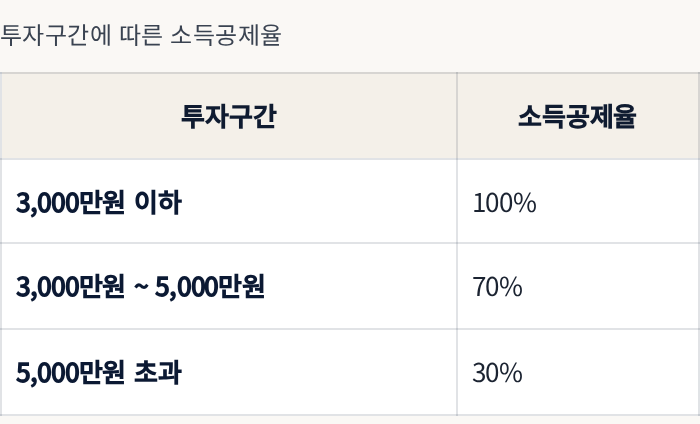 투자구간에 따른 소득공제율
투자구간 소득공제율
3,000만원 이하 100%
3,000만원 ~ 5,000만원 70%
5,000만원 초과 30%